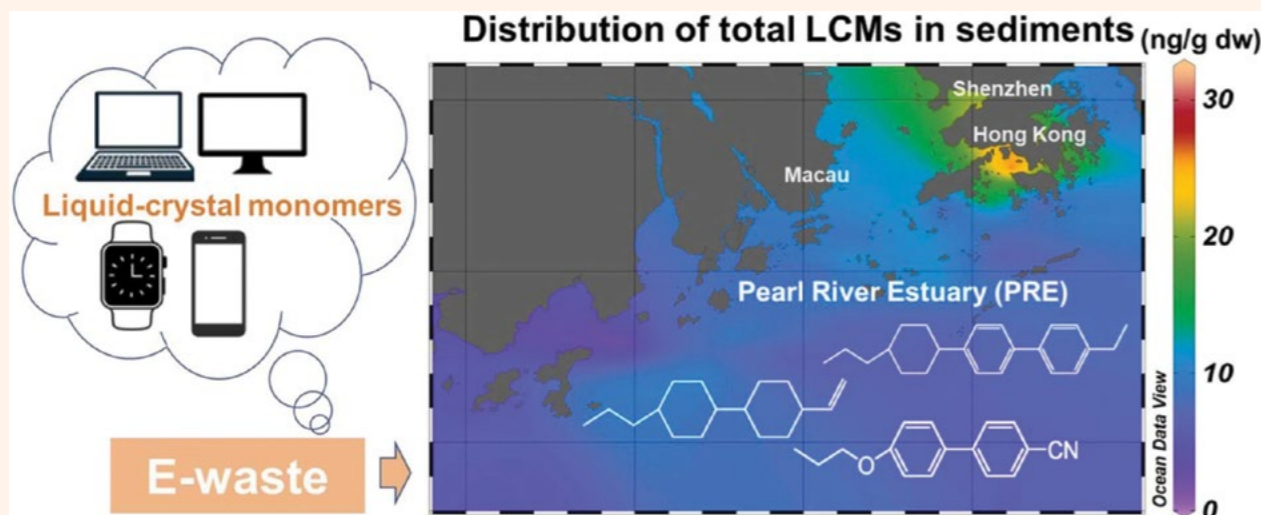 Distribution of total LCMs in sediments (ng/g dw)
Liquid-crystal monomers
E-waste
Shenzhen
Hong Kong
Macau
Pearl River Estuary (PRE)
O
CN
30
20
10
0
Ocean Data View